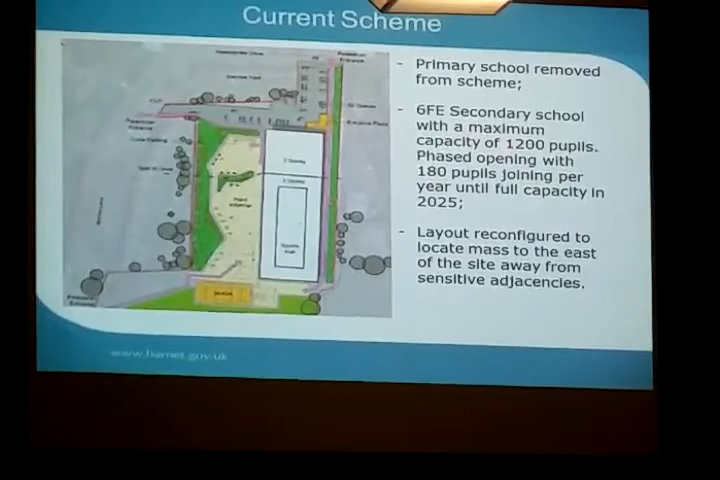 Current Scheme
- Primary school removed
from scheme;
- 6FE Secondary school
with a maximum
capacity of 1200 pupils.
Phased opening with
180 pupils joining per
year until full capacity in
2025;
- Layout reconfigured to
locate mass to the east
of the site away from
sensitive adjacencies.
www.barnet.gov.uk